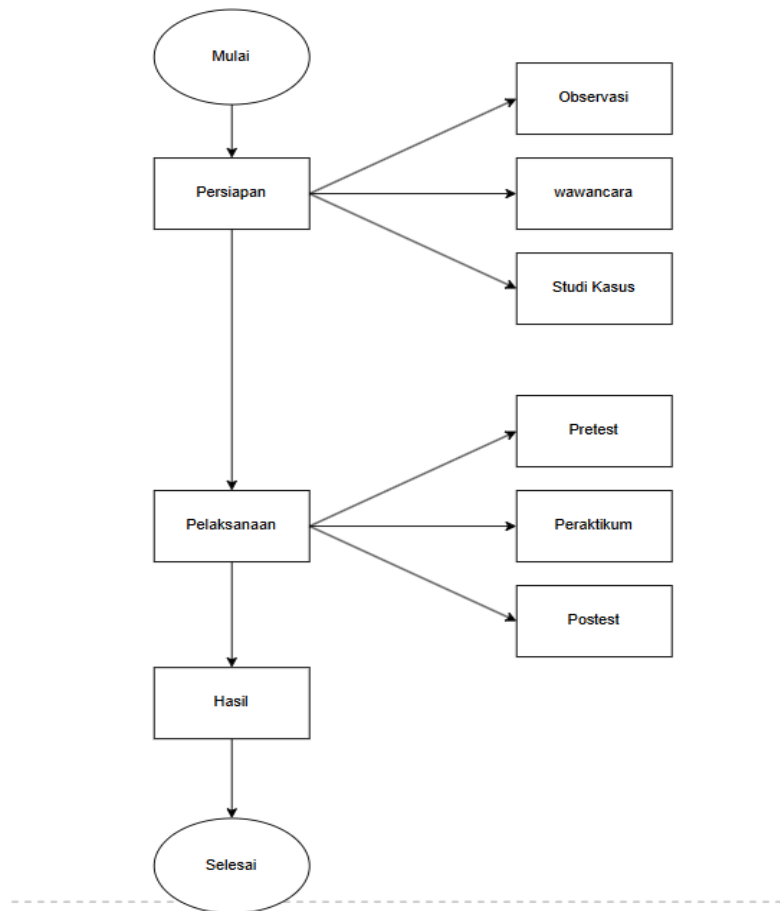 Mulai
Observasi
Persiapan
wawancara
Studi Kasus
Pretest
Pelaksanaan
Peraktikum
Postest
Hasil
Selesai